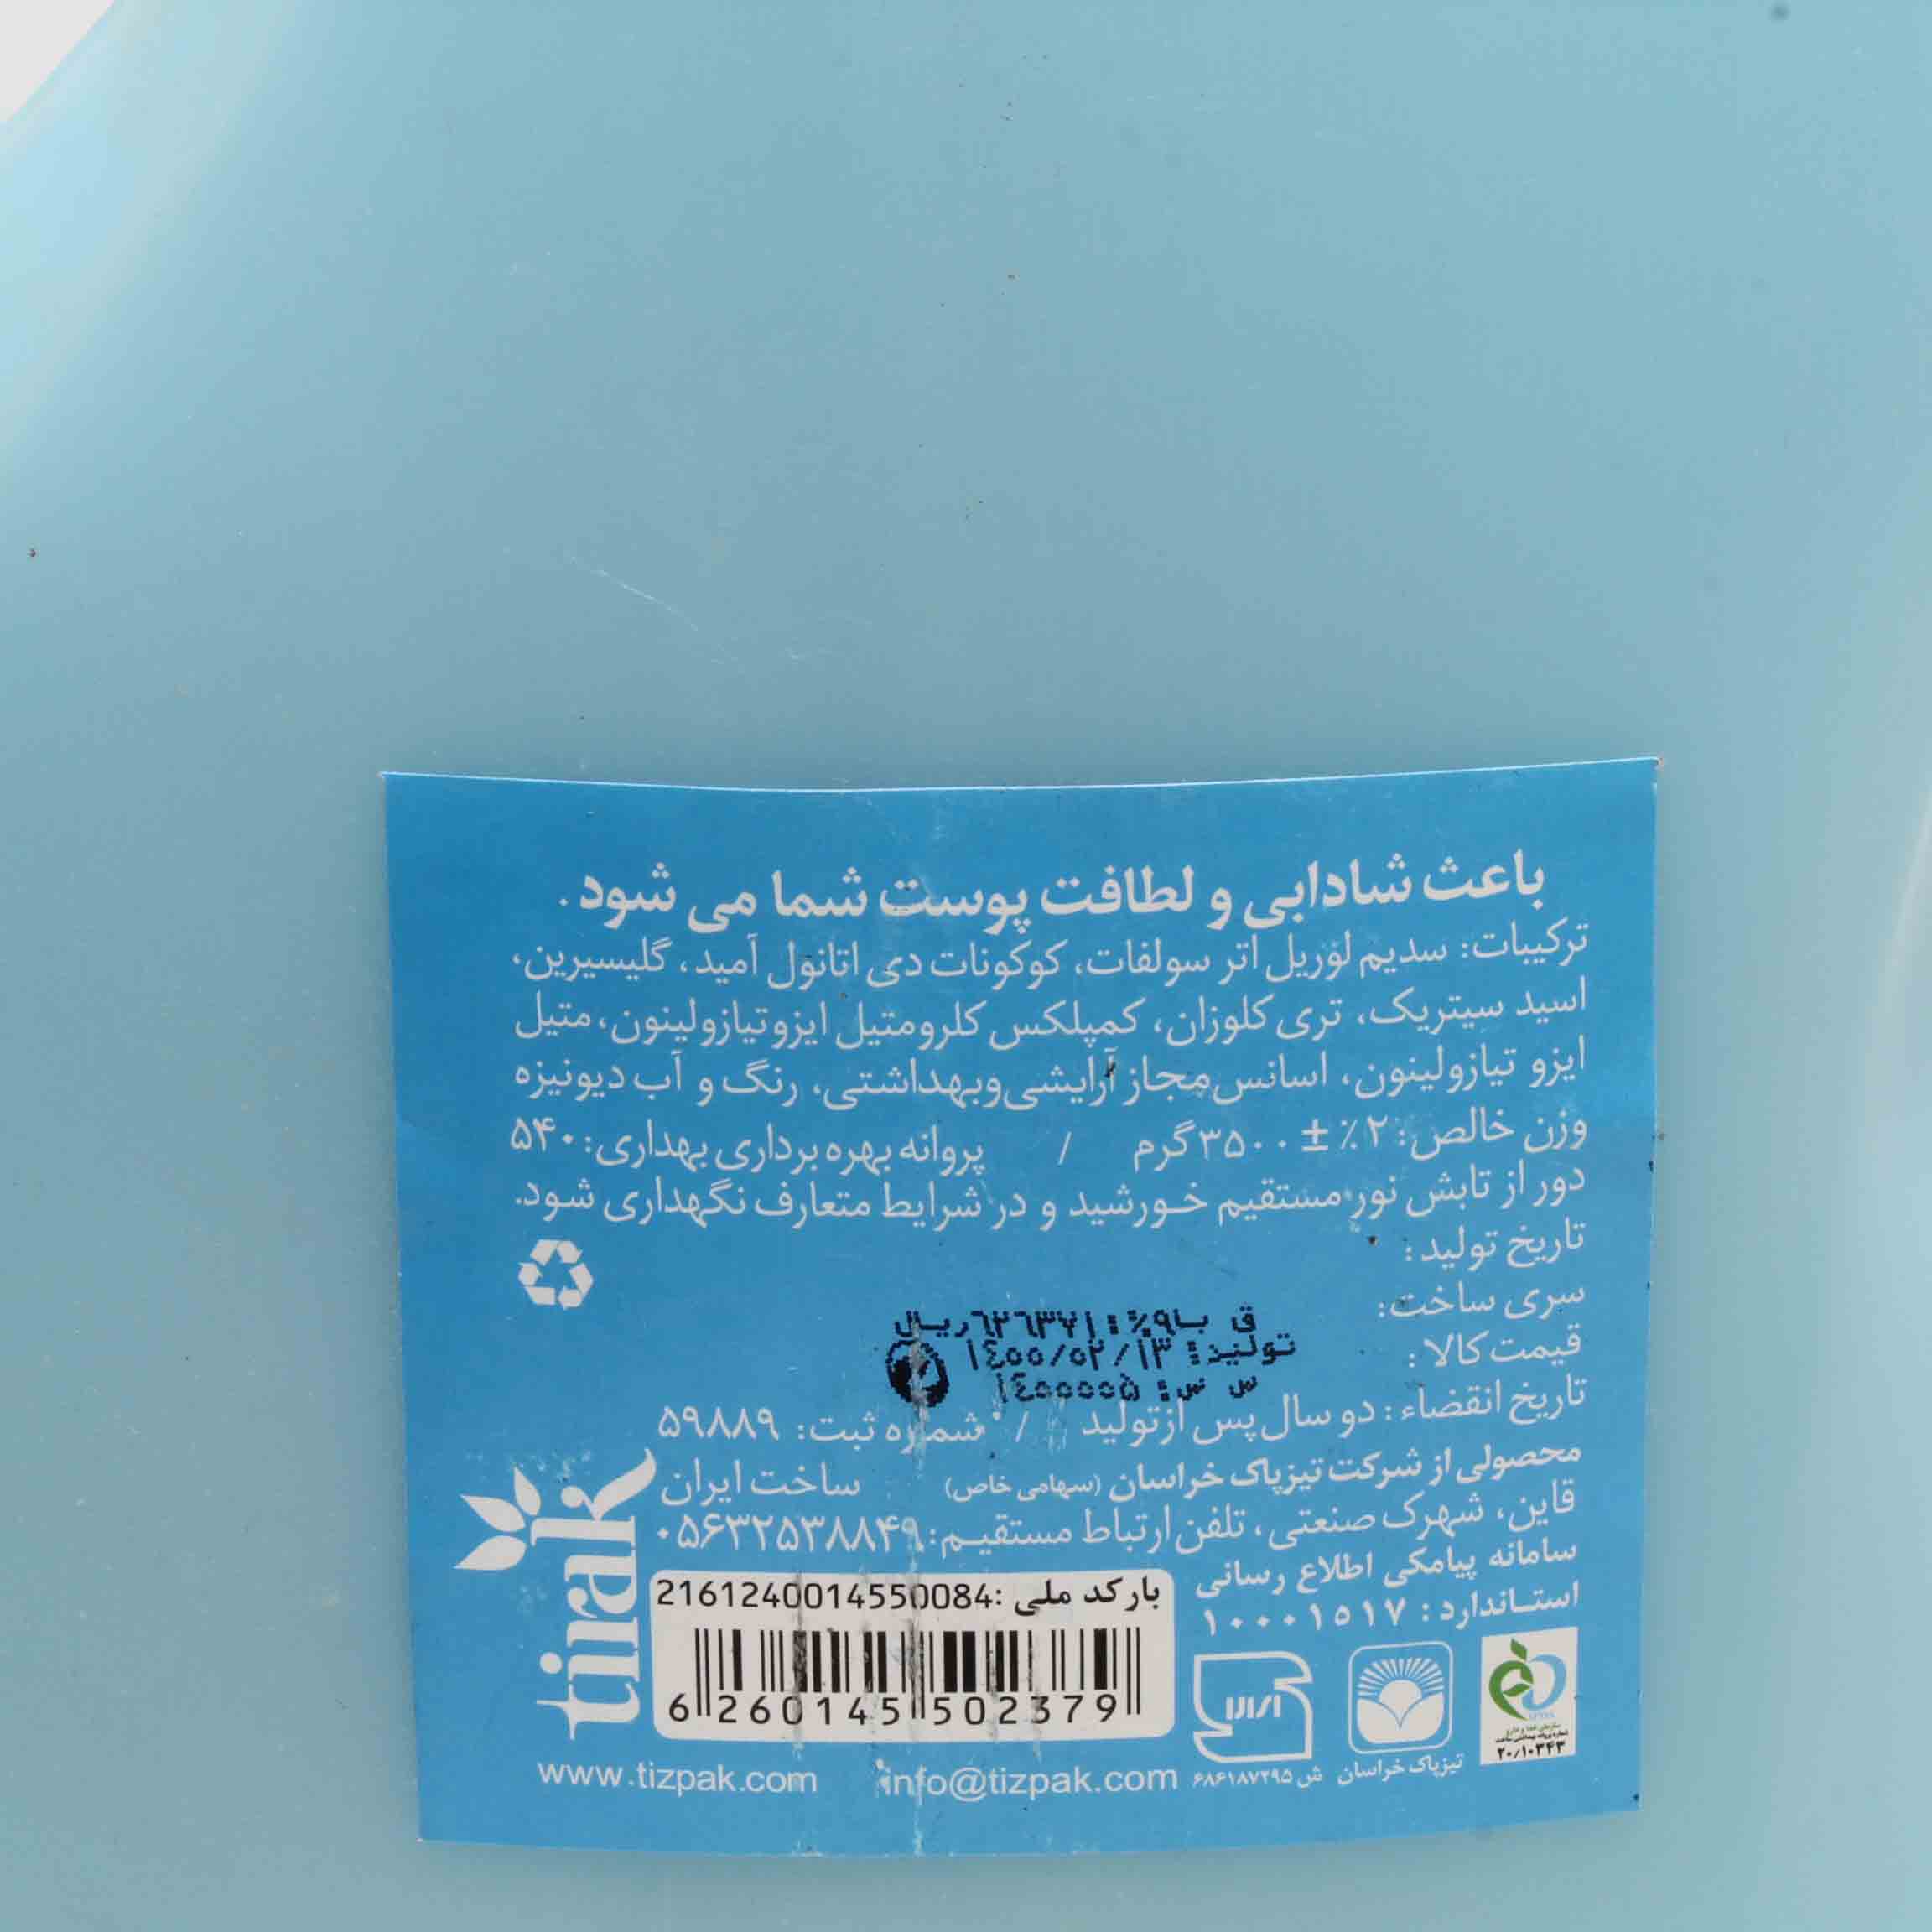 باعث شادابی و لطافت پوست شما می شود.
ترکیبات: سدیم لوریل اتر سولفات، کوکونات دی اتانول آمید، گلیسیرین،
اسید سیتریک، تری کلوزان، کمپلکس کلرومتیل ایزوتیازولینون، متیل
ایزو تیازولینون، اسانس مجاز آرایشی وبهداشتی، رنگ و آب دیونیزه
وزن خالص: ۲٪ ± ۳۵۰۰ گرم / پروانه بهره برداری بهداری: ۵۴۰
دور از تابش نور مستقیم خورشید و در شرایط متعارف نگهداری شود.
تاریخ تولید:
سری ساخت:
ق با۹٪: ۶۲۶۳۷۱ریال
قیمت کالا:
تولید: ۱۴۰۰/۰۲/۱۳
س س: ۱۴۰۰۰۰۵
تاریخ انقضاء: دو سال پس ازتولید / شماره ثبت: ۵۹۸۸۹
محصولی از شرکت تیزپاک خراسان (سهامی خاص) ساخت ایران
قاین، شهرک صنعتی، تلفن ارتباط مستقیم: ۰۵۶۳۲۵۳۸۸۴۹
سامانه پیامکی اطلاع رسانی
استاندارد: ۱۰۰۰۱۵۱۷
tirak
بارکد ملی: 2161240014550084
6 260145 502379
۲۰/۱۰۳۴۳
تیزپاک خراسان
ش ۶۸۶۱۸۷۲۹۵
www.tizpak.com info@tizpak.com